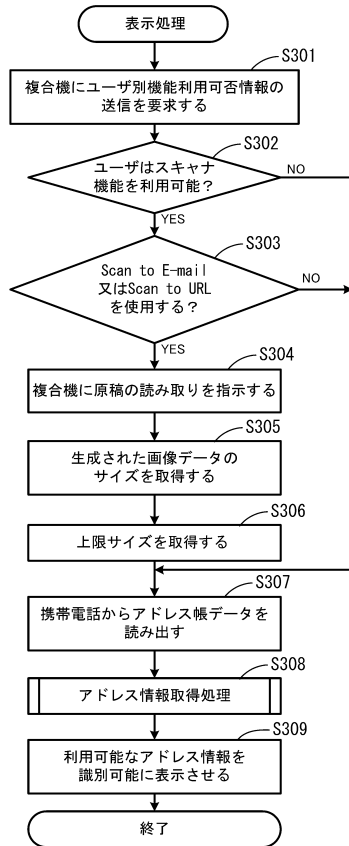 表示処理
S301
複合機にユーザ別機能利用可否情報の
送信を要求する
S302
ユーザはスキャナ
機能を利用可能？
NO
YES
S303
Scan to E-mail
又はScan to URL
を使用する？
NO
YES
S304
複合機に原稿の読み取りを指示する
S305
生成された画像データの
サイズを取得する
S306
上限サイズを取得する
S307
携帯電話からアドレス帳データを
読み出す
S308
アドレス情報取得処理
S309
利用可能なアドレス情報を
識別可能に表示させる
終了